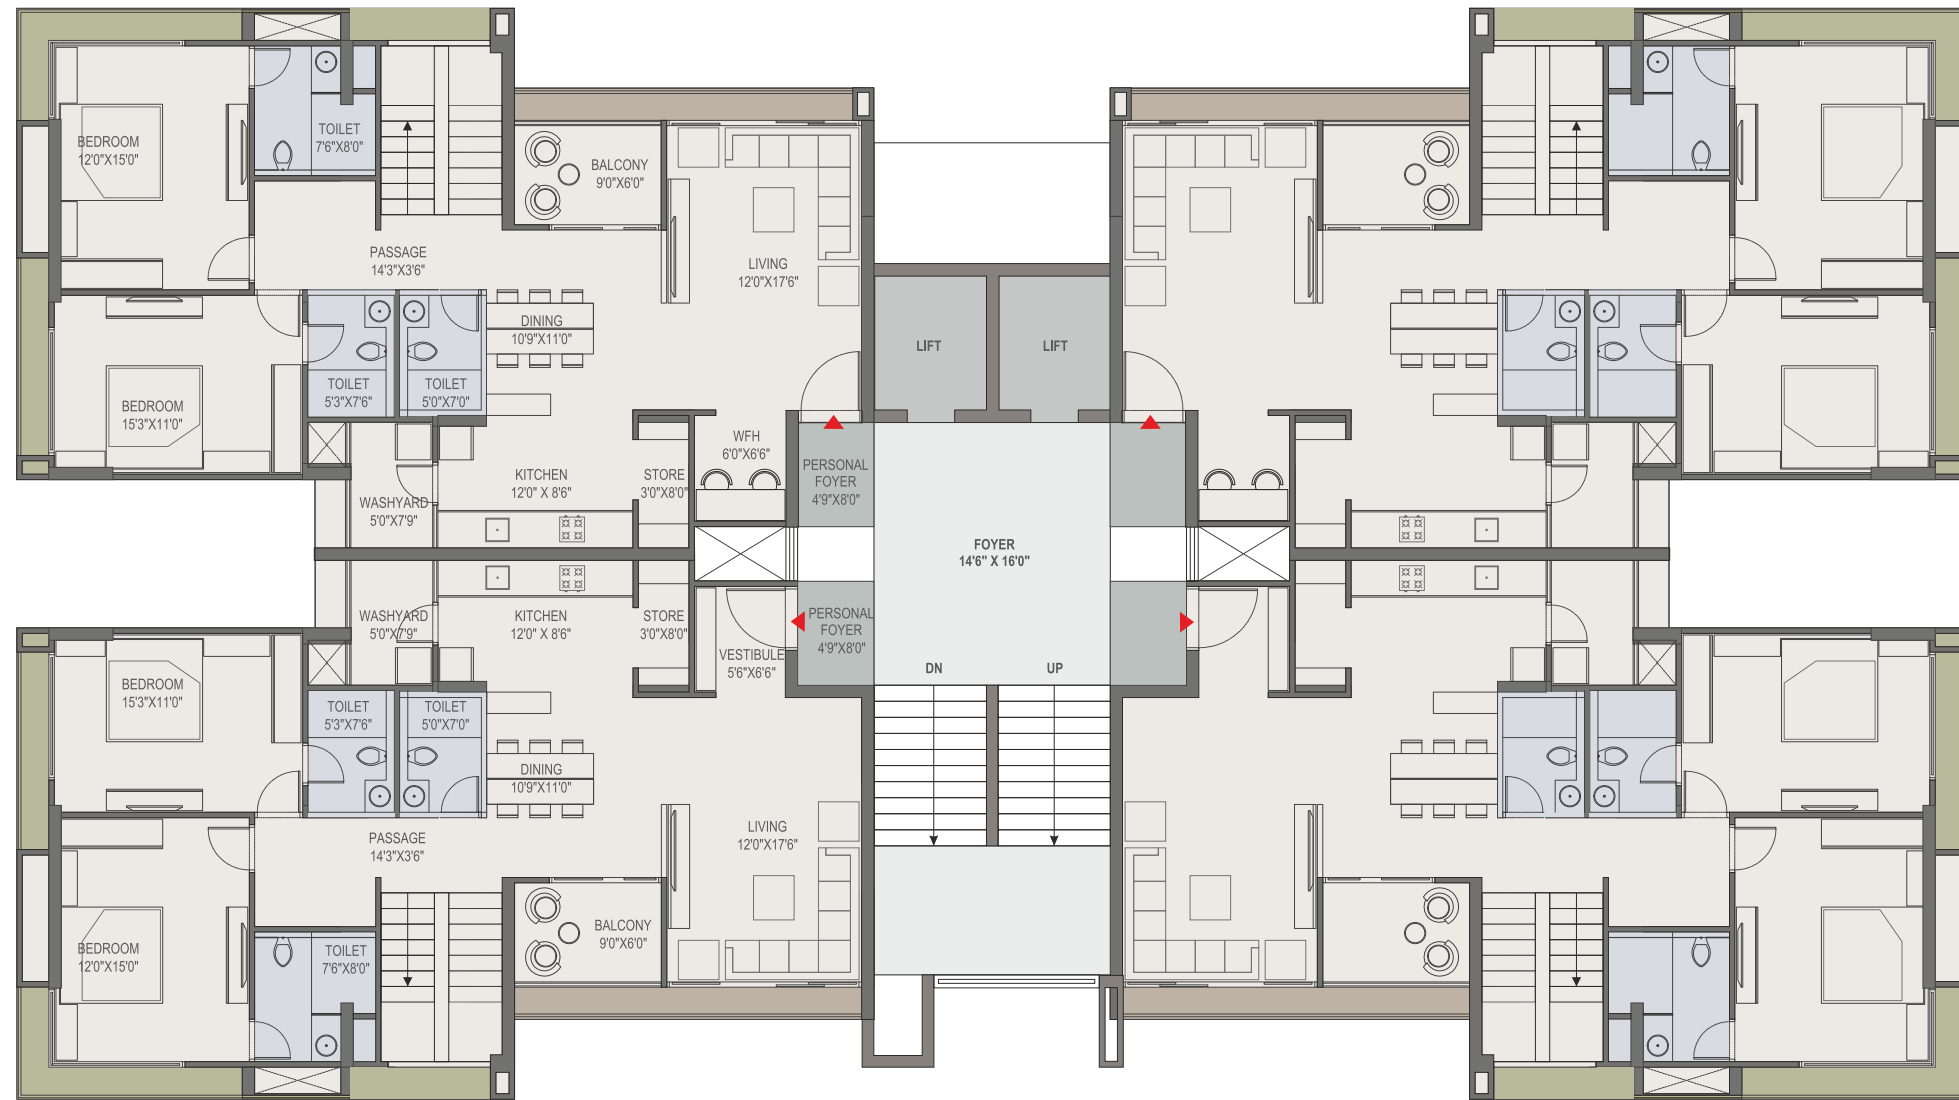 BEDROOM
12'0"X15'0"
TOILET
7'6"X8'0"
BALCONY
9'0"X6'0"
PASSAGE
14'3"X3'6"
LIVING
12'0"X17'6"
DINING
10'9"X11'0"
LIFT
LIFT
BEDROOM
15'3"X11'0"
TOILET
5'3"X7'6"
TOILET
5'0"X7'0"
WFH
6'0"X6'6"
PERSONAL
FOYER
4'9"X8'0"
WASHYARD
5'0"X7'9"
KITCHEN
12'0" X 8'6"
STORE
3'0"X8'0"
FOYER
14'6" X 16'0"
WASHYARD
5'0"X7'9"
KITCHEN
12'0" X 8'6"
STORE
3'0"X8'0"
PERSONAL
FOYER
4'9"X8'0"
VESTIBULE
5'6"X6'6"
DN
UP
BEDROOM
15'3"X11'0"
TOILET
5'3"X7'6"
TOILET
5'0"X7'0"
DINING
10'9"X11'0"
PASSAGE
14'3"X3'6"
LIVING
12'0"X17'6"
BEDROOM
12'0"X15'0"
TOILET
7'6"X8'0"
BALCONY
9'0"X6'0"